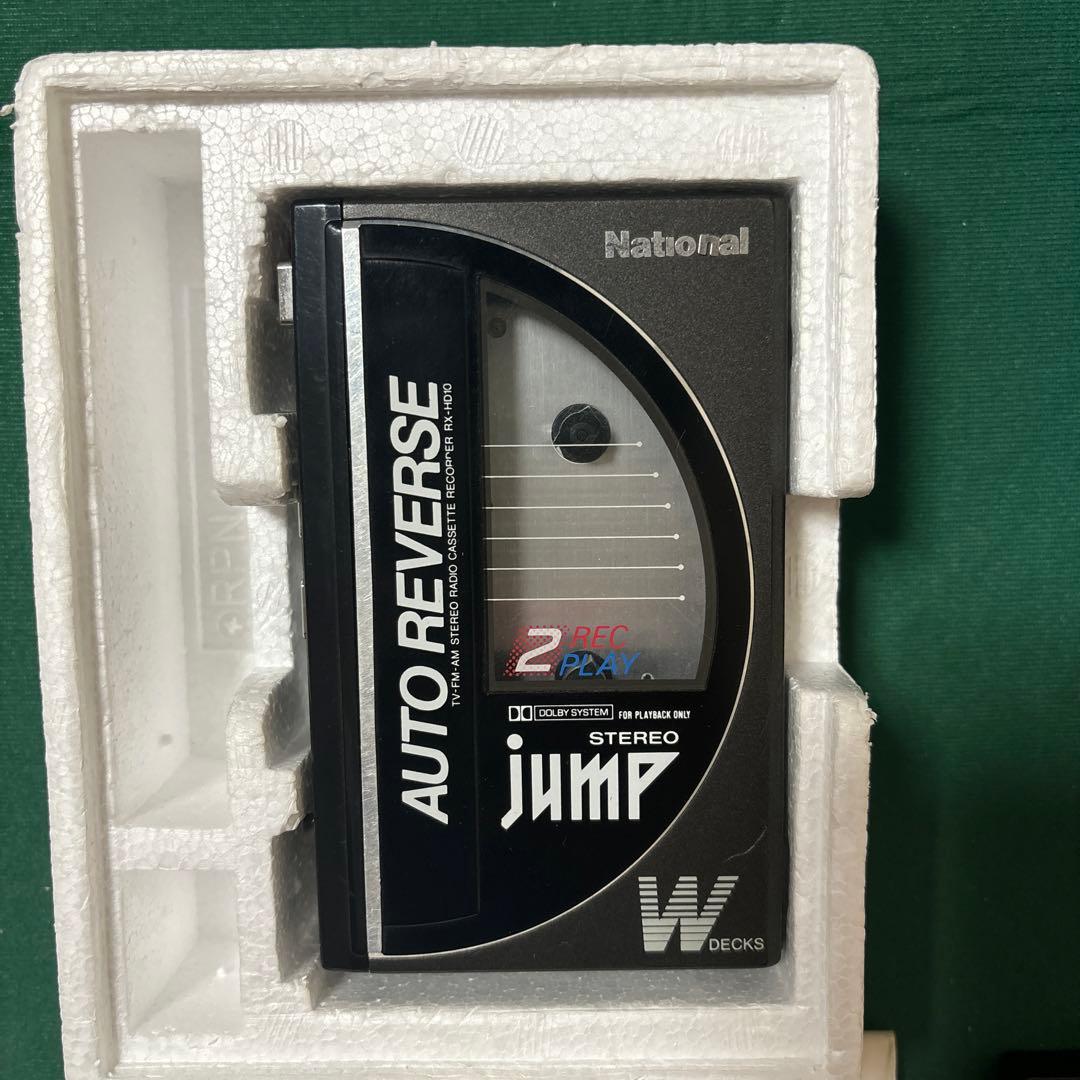 National
AUTO REVERSE
TV-FM-AM STEREO RADIO CASSETTE RECORDER RX-HD10
2 REC
PLAY
DOLBY SYSTEM FOR PLAYBACK ONLY
STEREO
jump
W DECKS